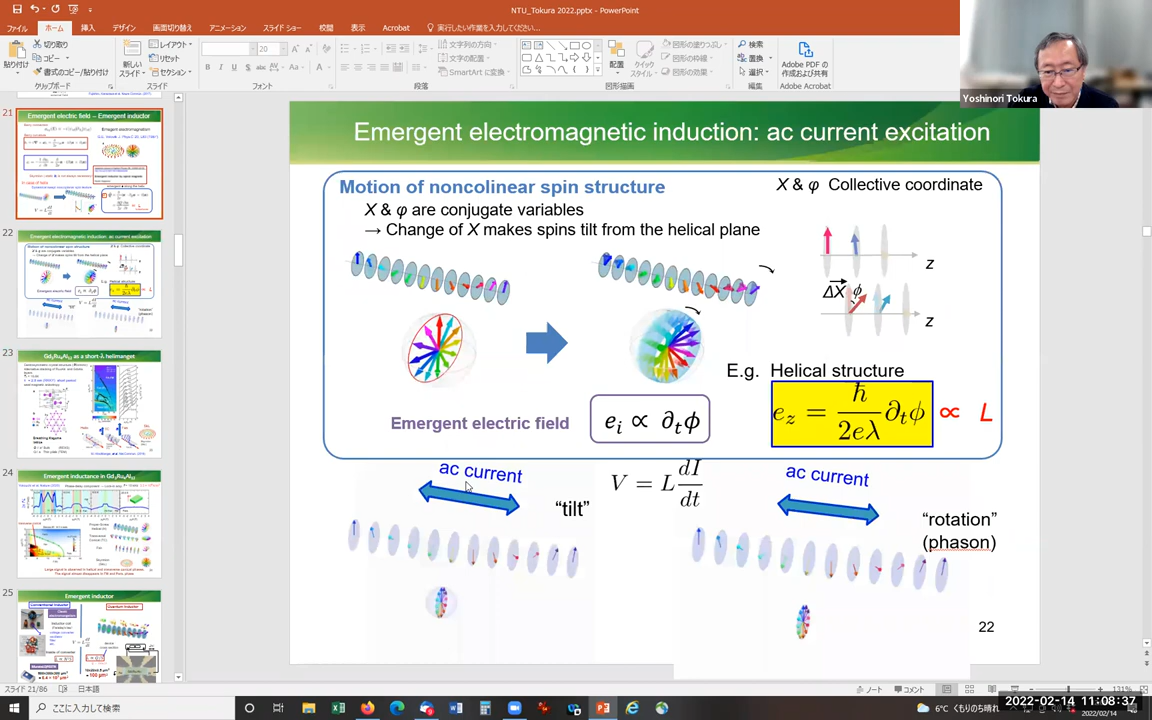 NTU_Tokura 2022.pptx - PowerPoint
ファイル ホーム 挿入 デザイン 画面切り替え アニメーション スライド ショー 校閲 表示 Acrobat 実行したい作業を入力してください...
貼り付け
切り取り
コピー
書式のコピー/貼り付け
クリップボード
新しい
スライド
レイアウト
リセット
セクション
スライド
20
フォント
文字列の方向
文字の配置
SmartArt に変換
段落
配置
クイック
スタイル
図形の塗りつぶし
図形の枠線
図形の効果
図形描画
検索
置換
選択
編集
Adobe PDF の
作成および共有
Adobe Acrobat
Yoshinori Tokura
21
Emergent electric field – Emergent inductor
22
Emergent electromagnetic induction: ac current excitation
23
Gd₃Ru₄Al₁₂ as a short-λ helimagnet
24
Emergent inductance in Gd₃Ru₄Al₁₂
25
Emergent inductor
Emergent electromagnetic induction: ac current excitation
Motion of noncolinear spin structure
X & φ Collective coordinate
X & φ are conjugate variables
→ Change of X makes spins tilt from the helical plane
z
ΔX φ
z
E.g. Helical structure
Emergent electric field
e_i ∝ ∂_tϕ
e_z = ħ/2eλ ∂_tϕ ∝ L
ac current
V = L dI/dt
ac current
"tilt"
"rotation"
(phason)
22
スライド 21/86 日本語
ノート コメント 131%
ここに入力して検索
6℃ くもりのち晴れ
2022-02-14 11:08:37
2022/02/14